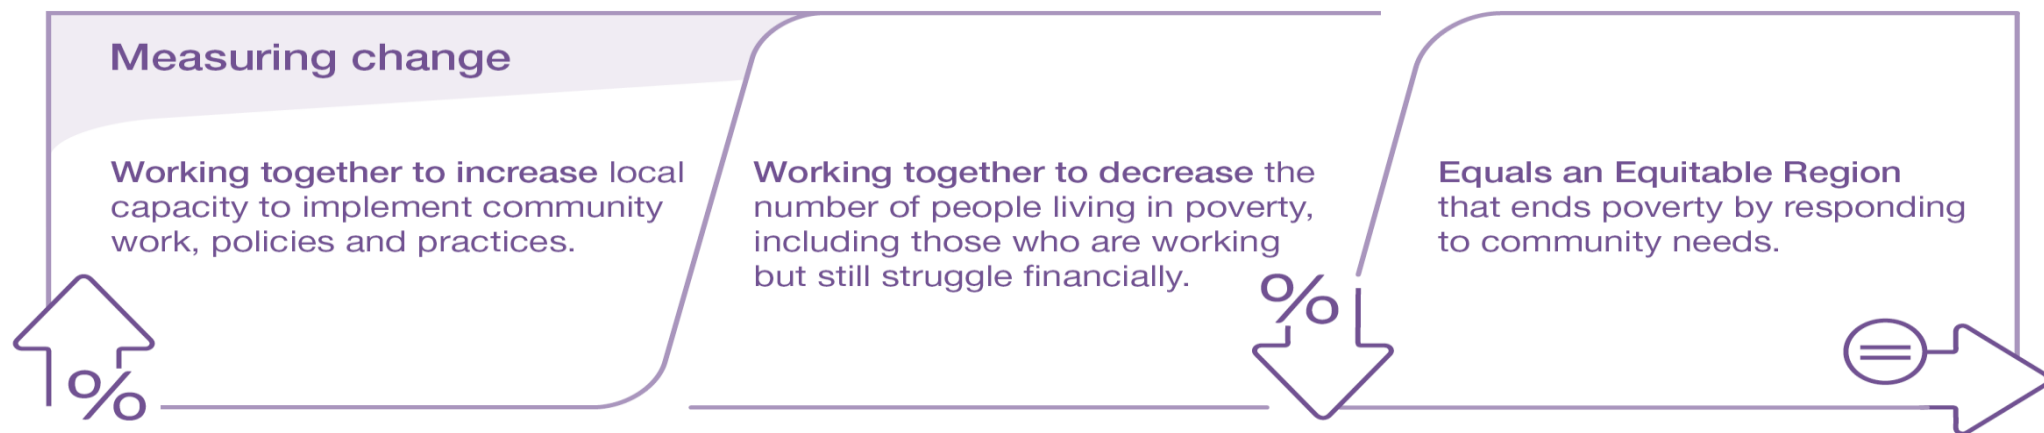 Measuring change
Working together to increase local
capacity to implement community
work, policies and practices.
%
Working together to decrease the
number of people living in poverty,
including those who are working
but still struggle financially.
%
Equals an Equitable Region
that ends poverty by responding
to community needs.
=